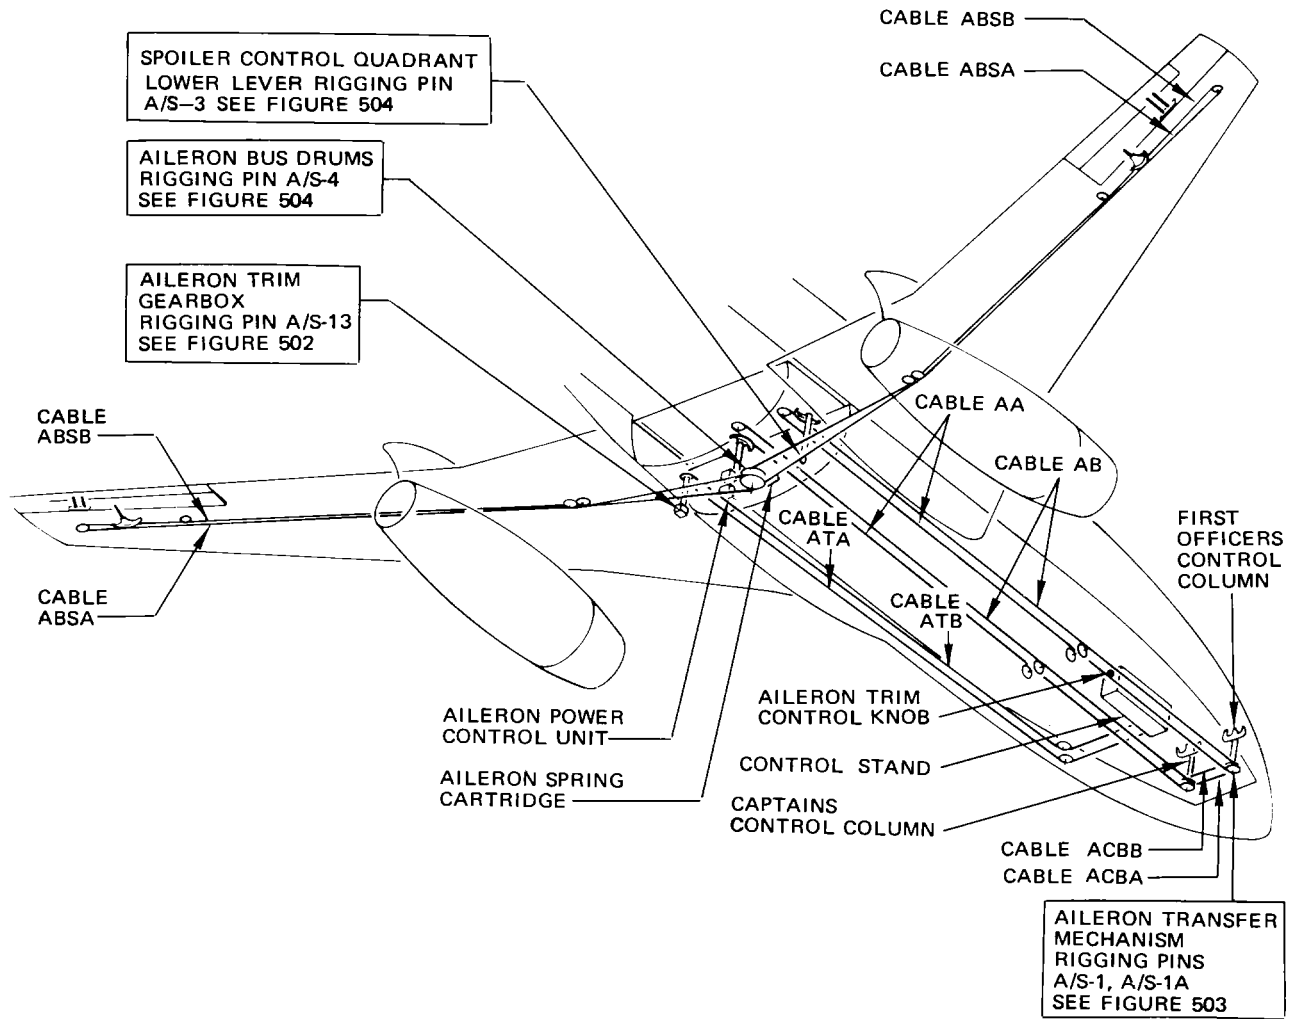 CABLE ABSB
CABLE ABSA
SPOILER CONTROL QUADRANT
LOWER LEVER RIGGING PIN
A/S-3 SEE FIGURE 504
AILERON BUS DRUMS
RIGGING PIN A/S-4
SEE FIGURE 504
AILERON TRIM
GEARBOX
RIGGING PIN A/S-13
SEE FIGURE 502
CABLE
ABSB
CABLE
ABSA
CABLE AA
CABLE AB
CABLE
ATA
CABLE
ATB
FIRST
OFFICERS
CONTROL
COLUMN
AILERON POWER
CONTROL UNIT
AILERON SPRING
CARTRIDGE
AILERON TRIM
CONTROL KNOB
CONTROL STAND
CAPTAINS
CONTROL COLUMN
CABLE ACBB
CABLE ACBA
AILERON TRANSFER
MECHANISM
RIGGING PINS
A/S-1, A/S-1A
SEE FIGURE 503